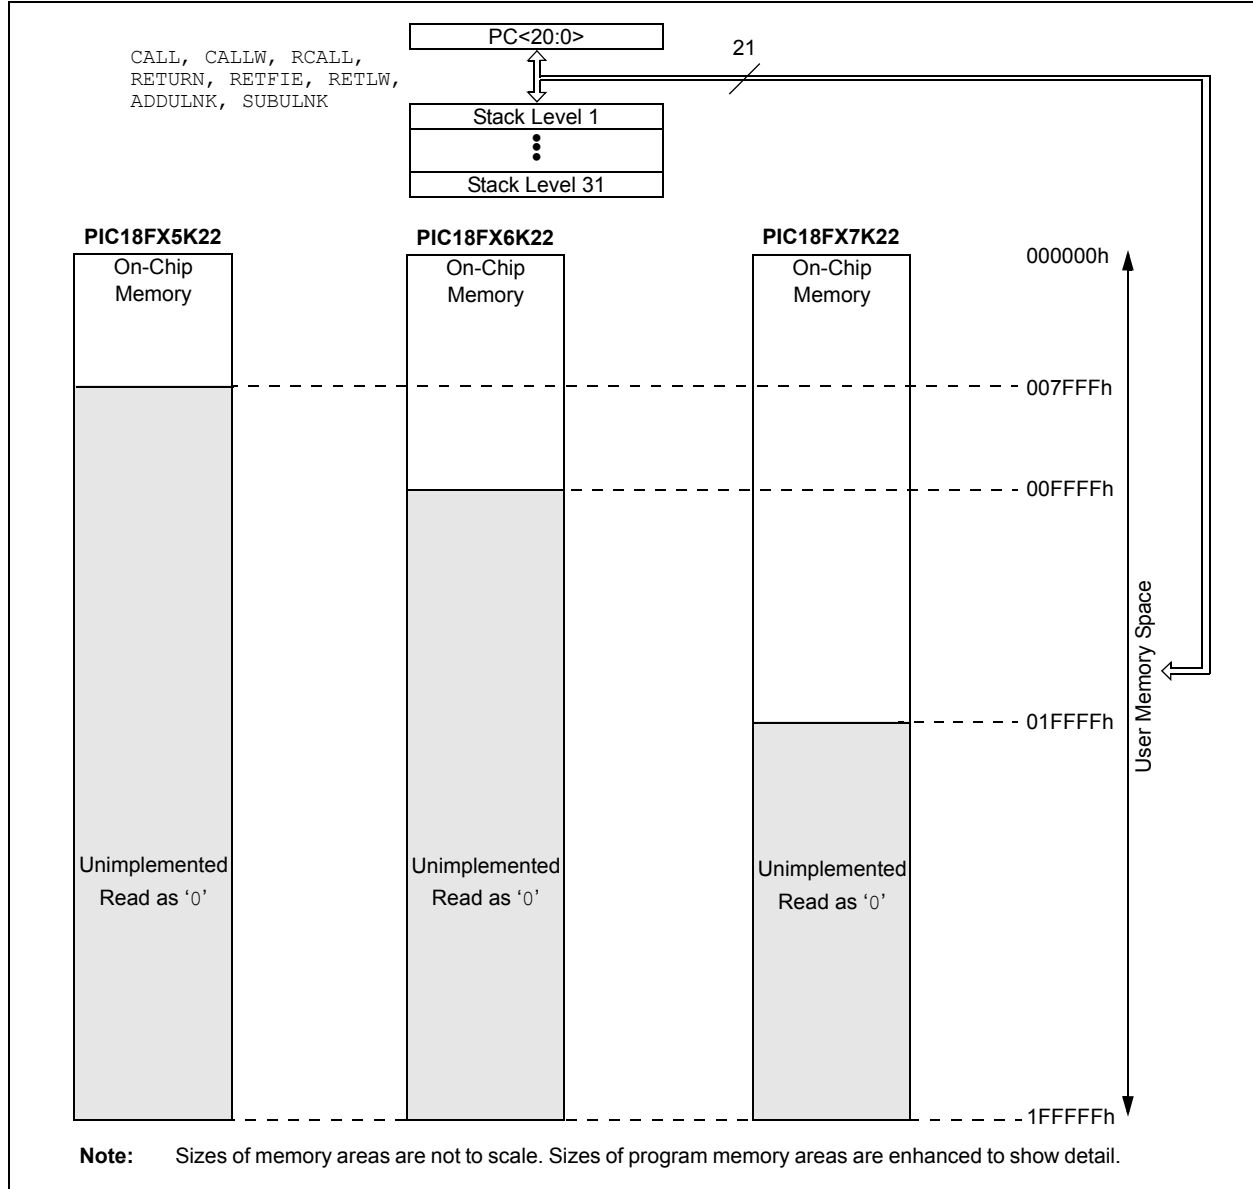 PC<20:0>
21
CALL, CALLW, RCALL,
RETURN, RETFIE, RETLW,
ADDULNK, SUBULNK
Stack Level 1
Stack Level 31
PIC18FX5K22
PIC18FX6K22
PIC18FX7K22
On-Chip
Memory
On-Chip
Memory
On-Chip
Memory
000000h
007FFFh
00FFFFh
01FFFFh
User Memory Space
Unimplemented
Read as ‘0’
Unimplemented
Read as ‘0’
Unimplemented
Read as ‘0’
1FFFFFh
Note: Sizes of memory areas are not to scale. Sizes of program memory areas are enhanced to show detail.